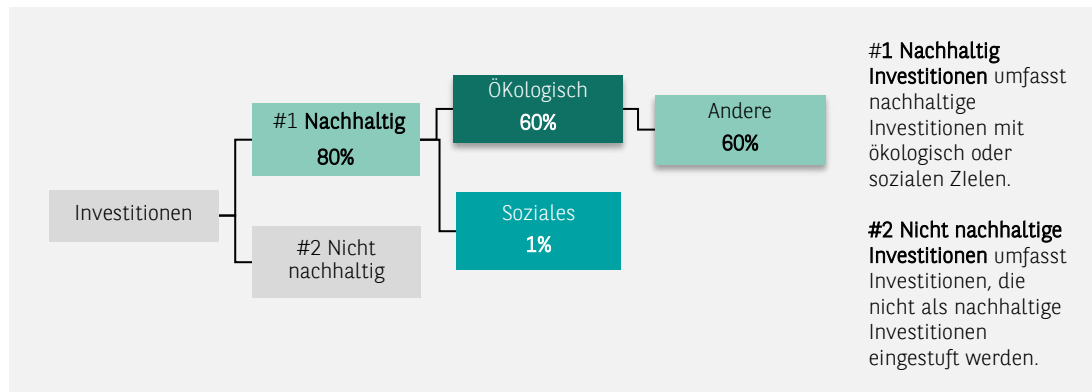 Investitionen
#1 Nachhaltig
80%
#2 Nicht
nachhaltig
ÖKologisch
60%
Soziales
1%
Andere
60%
#1 Nachhaltig
Investitionen umfasst
nachhaltige
Investitionen mit
ökologisch oder
sozialen ZIelen.
#2 Nicht nachhaltige
Investitionen umfasst
Investitionen, die
nicht als nachhaltige
Investitionen
eingestuft werden.